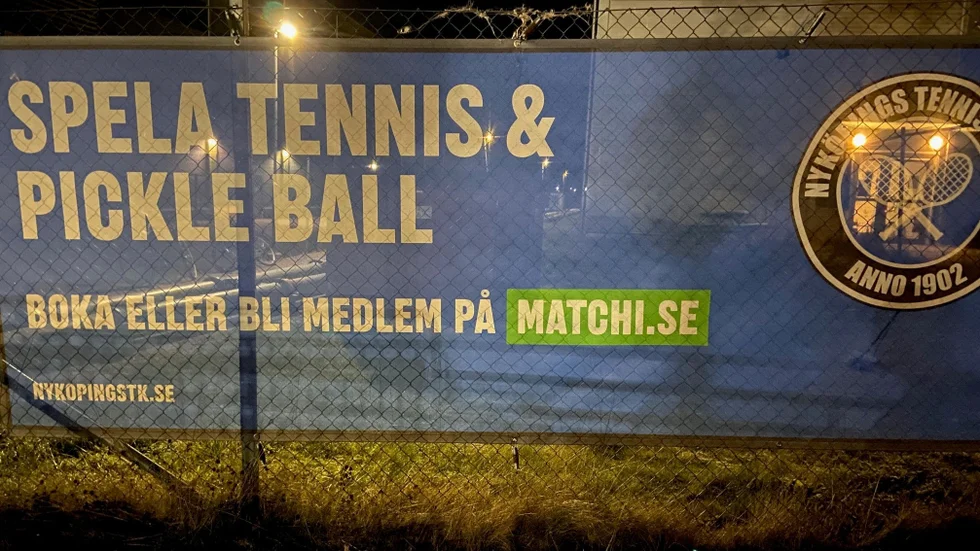 SPELA TENNIS &
PICKLE BALL
BOKA ELLER BLI MEDLEM PÅ MATCHI.SE
NYKOPINGSTK.SE
NYKÖPINGS TENNIS
ANNO 1902